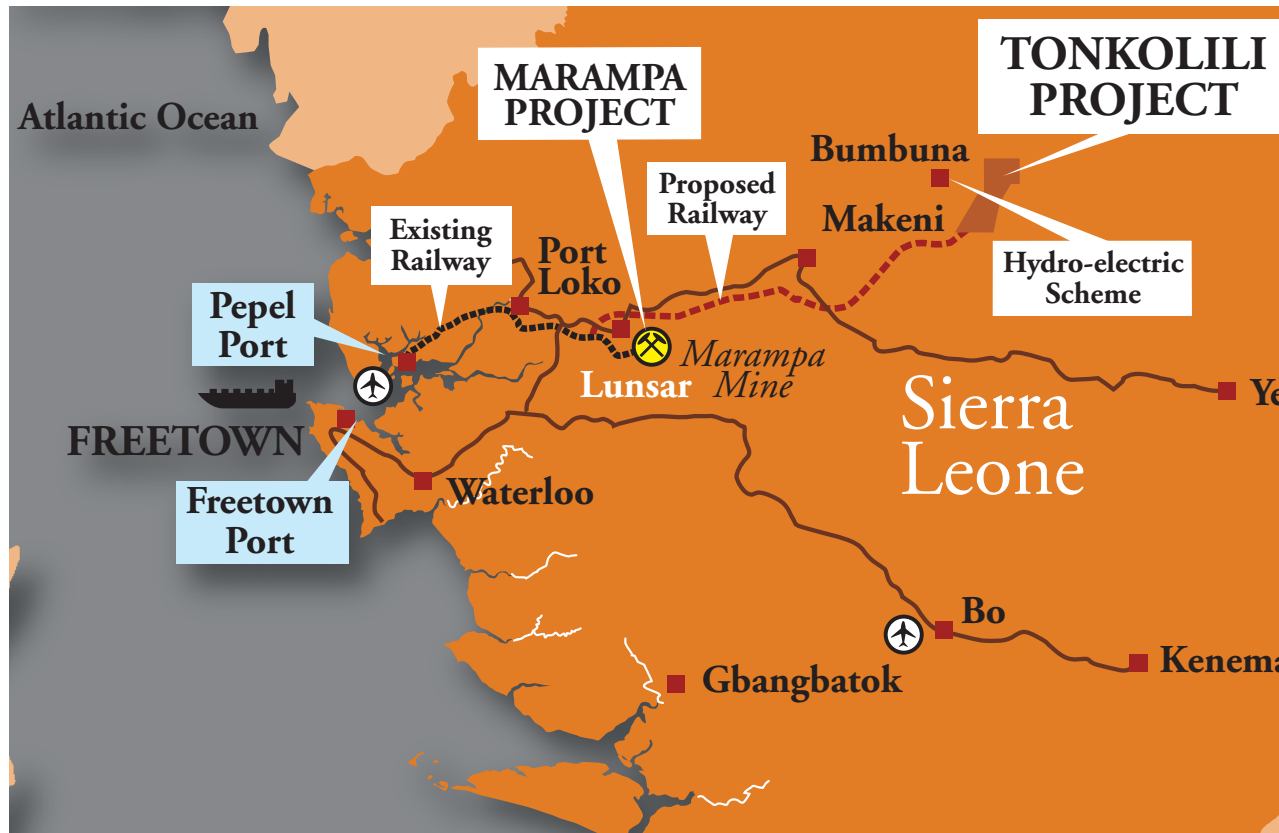 Atlantic Ocean
MARAMPA
PROJECT
TONKOLILI
PROJECT
Bumbuna
Proposed
Railway
Makeni
Existing
Railway
Port
Loko
Hydro-electric
Scheme
Pepel
Port
Lunsar
Marampa
Mine
Sierra
Leone
Ye
FREETOWN
Waterloo
Freetown
Port
Bo
Kenema
Gbangbatok